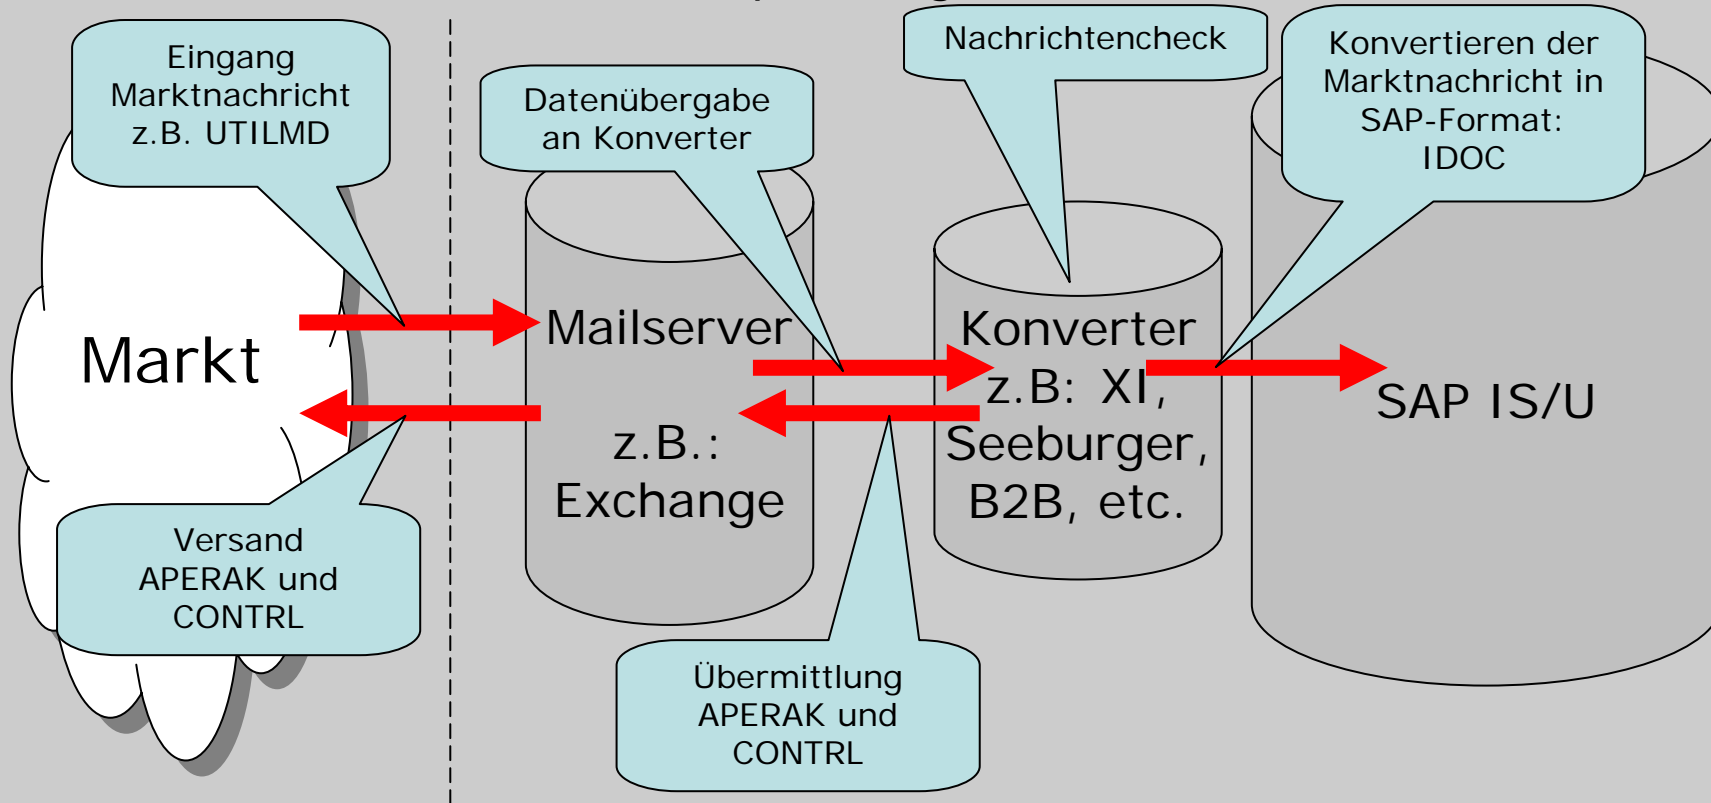 Eingang
Marktnachricht
z.B. UTILMD
Datenübergabe
an Konverter
Nachrichtencheck
Konvertieren der
Marktnachricht in
SAP-Format:
IDOC
Markt
Mailserver
z.B.:
Exchange
Konverter
z.B: XI,
Seeburger,
B2B, etc.
SAP IS/U
Versand
APERAK und
CONTRL
Übermittlung
APERAK und
CONTRL